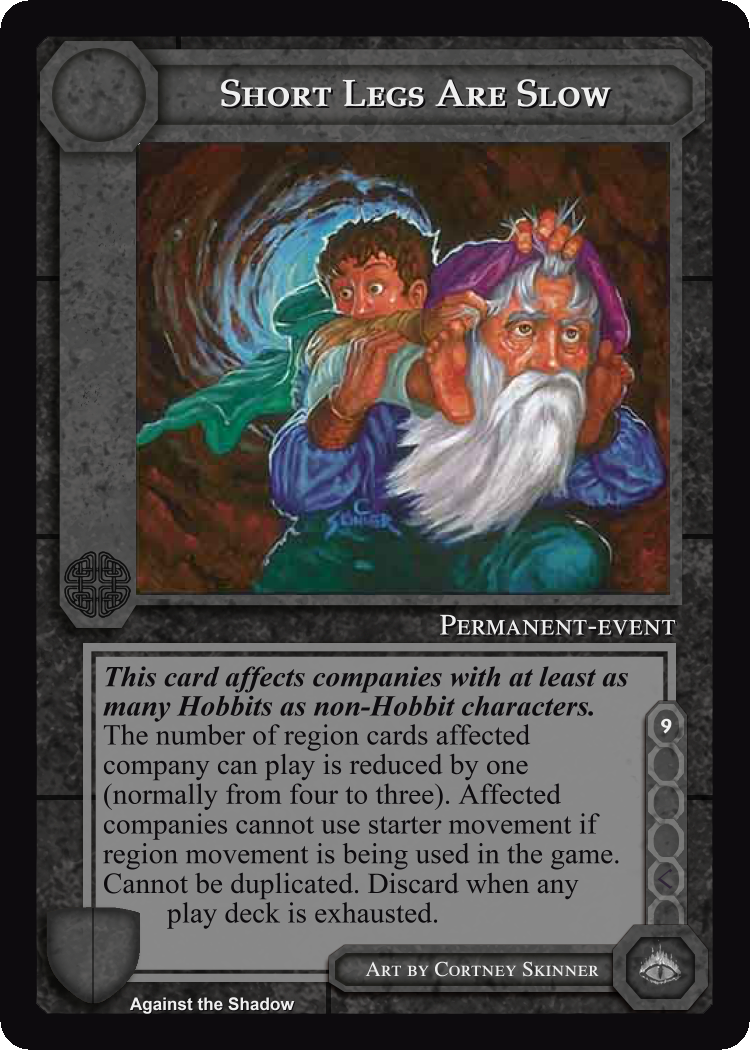 Short Legs Are Slow
C
Skinner
Permanent-event
This card affects companies with at least as
many Hobbits as non-Hobbit characters.
The number of region cards affected
company can play is reduced by one
(normally from four to three). Affected
companies cannot use starter movement if
region movement is being used in the game.
Cannot be duplicated. Discard when any
play deck is exhausted.
9
Art by Cortney Skinner
Against the Shadow